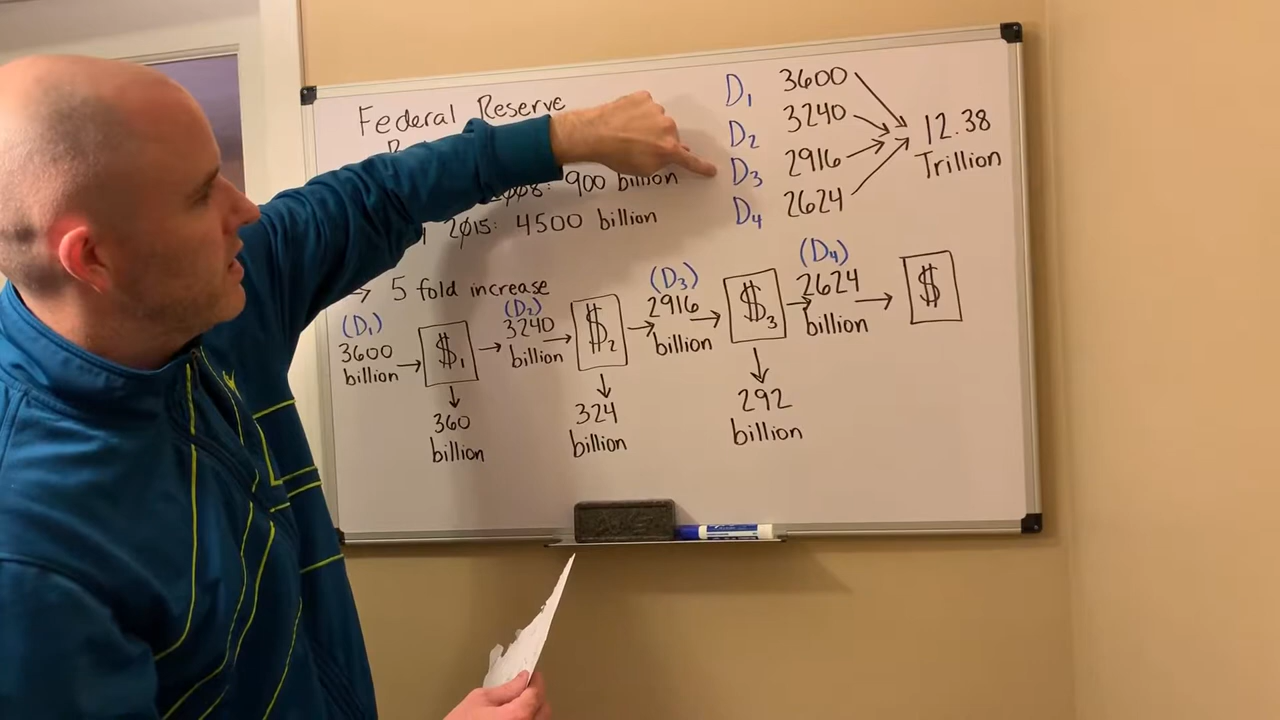 Federal Reserve
2008: 900 billion
2015: 4500 billion
→ 5 fold increase
D1 3600
D2 3240
D3 2916
D4 2624
12.38
Trillion
(D1)
3600
billion → $1 →
(D2)
3240
billion → $2 →
(D3)
2916
billion → $3 →
(D4)
2624
billion → $
360
billion
324
billion
292
billion